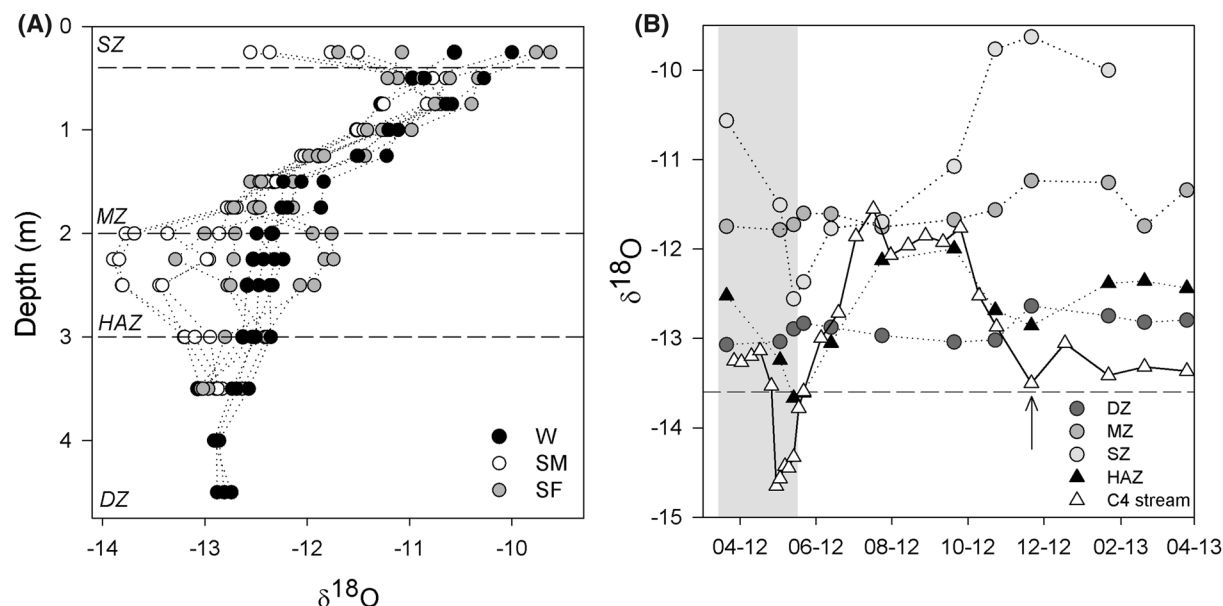 (A)
0
1
2
3
4
Depth (m)
SZ
MZ
HAZ
DZ
W
SM
SF
-14 -13 -12 -11 -10
δ18O
(B)
-10
-11
-12
-13
-14
-15
δ18O
DZ
MZ
SZ
HAZ
C4 stream
04-12 06-12 08-12 10-12 12-12 02-13 04-13